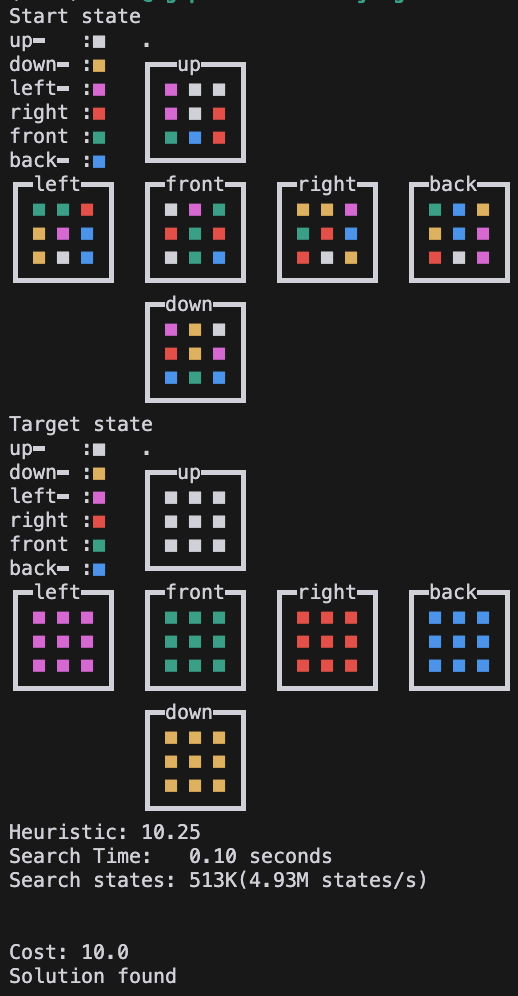 Start state
up- :■ .
down- :■ up
left- :■
right :■
front :■
back- :■
left front right back
down
Target state
up- :■ .
down- :■ up
left- :■
right :■
front :■
back- :■
left front right back
down
Heuristic: 10.25
Search Time: 0.10 seconds
Search states: 513K(4.93M states/s)
Cost: 10.0
Solution found